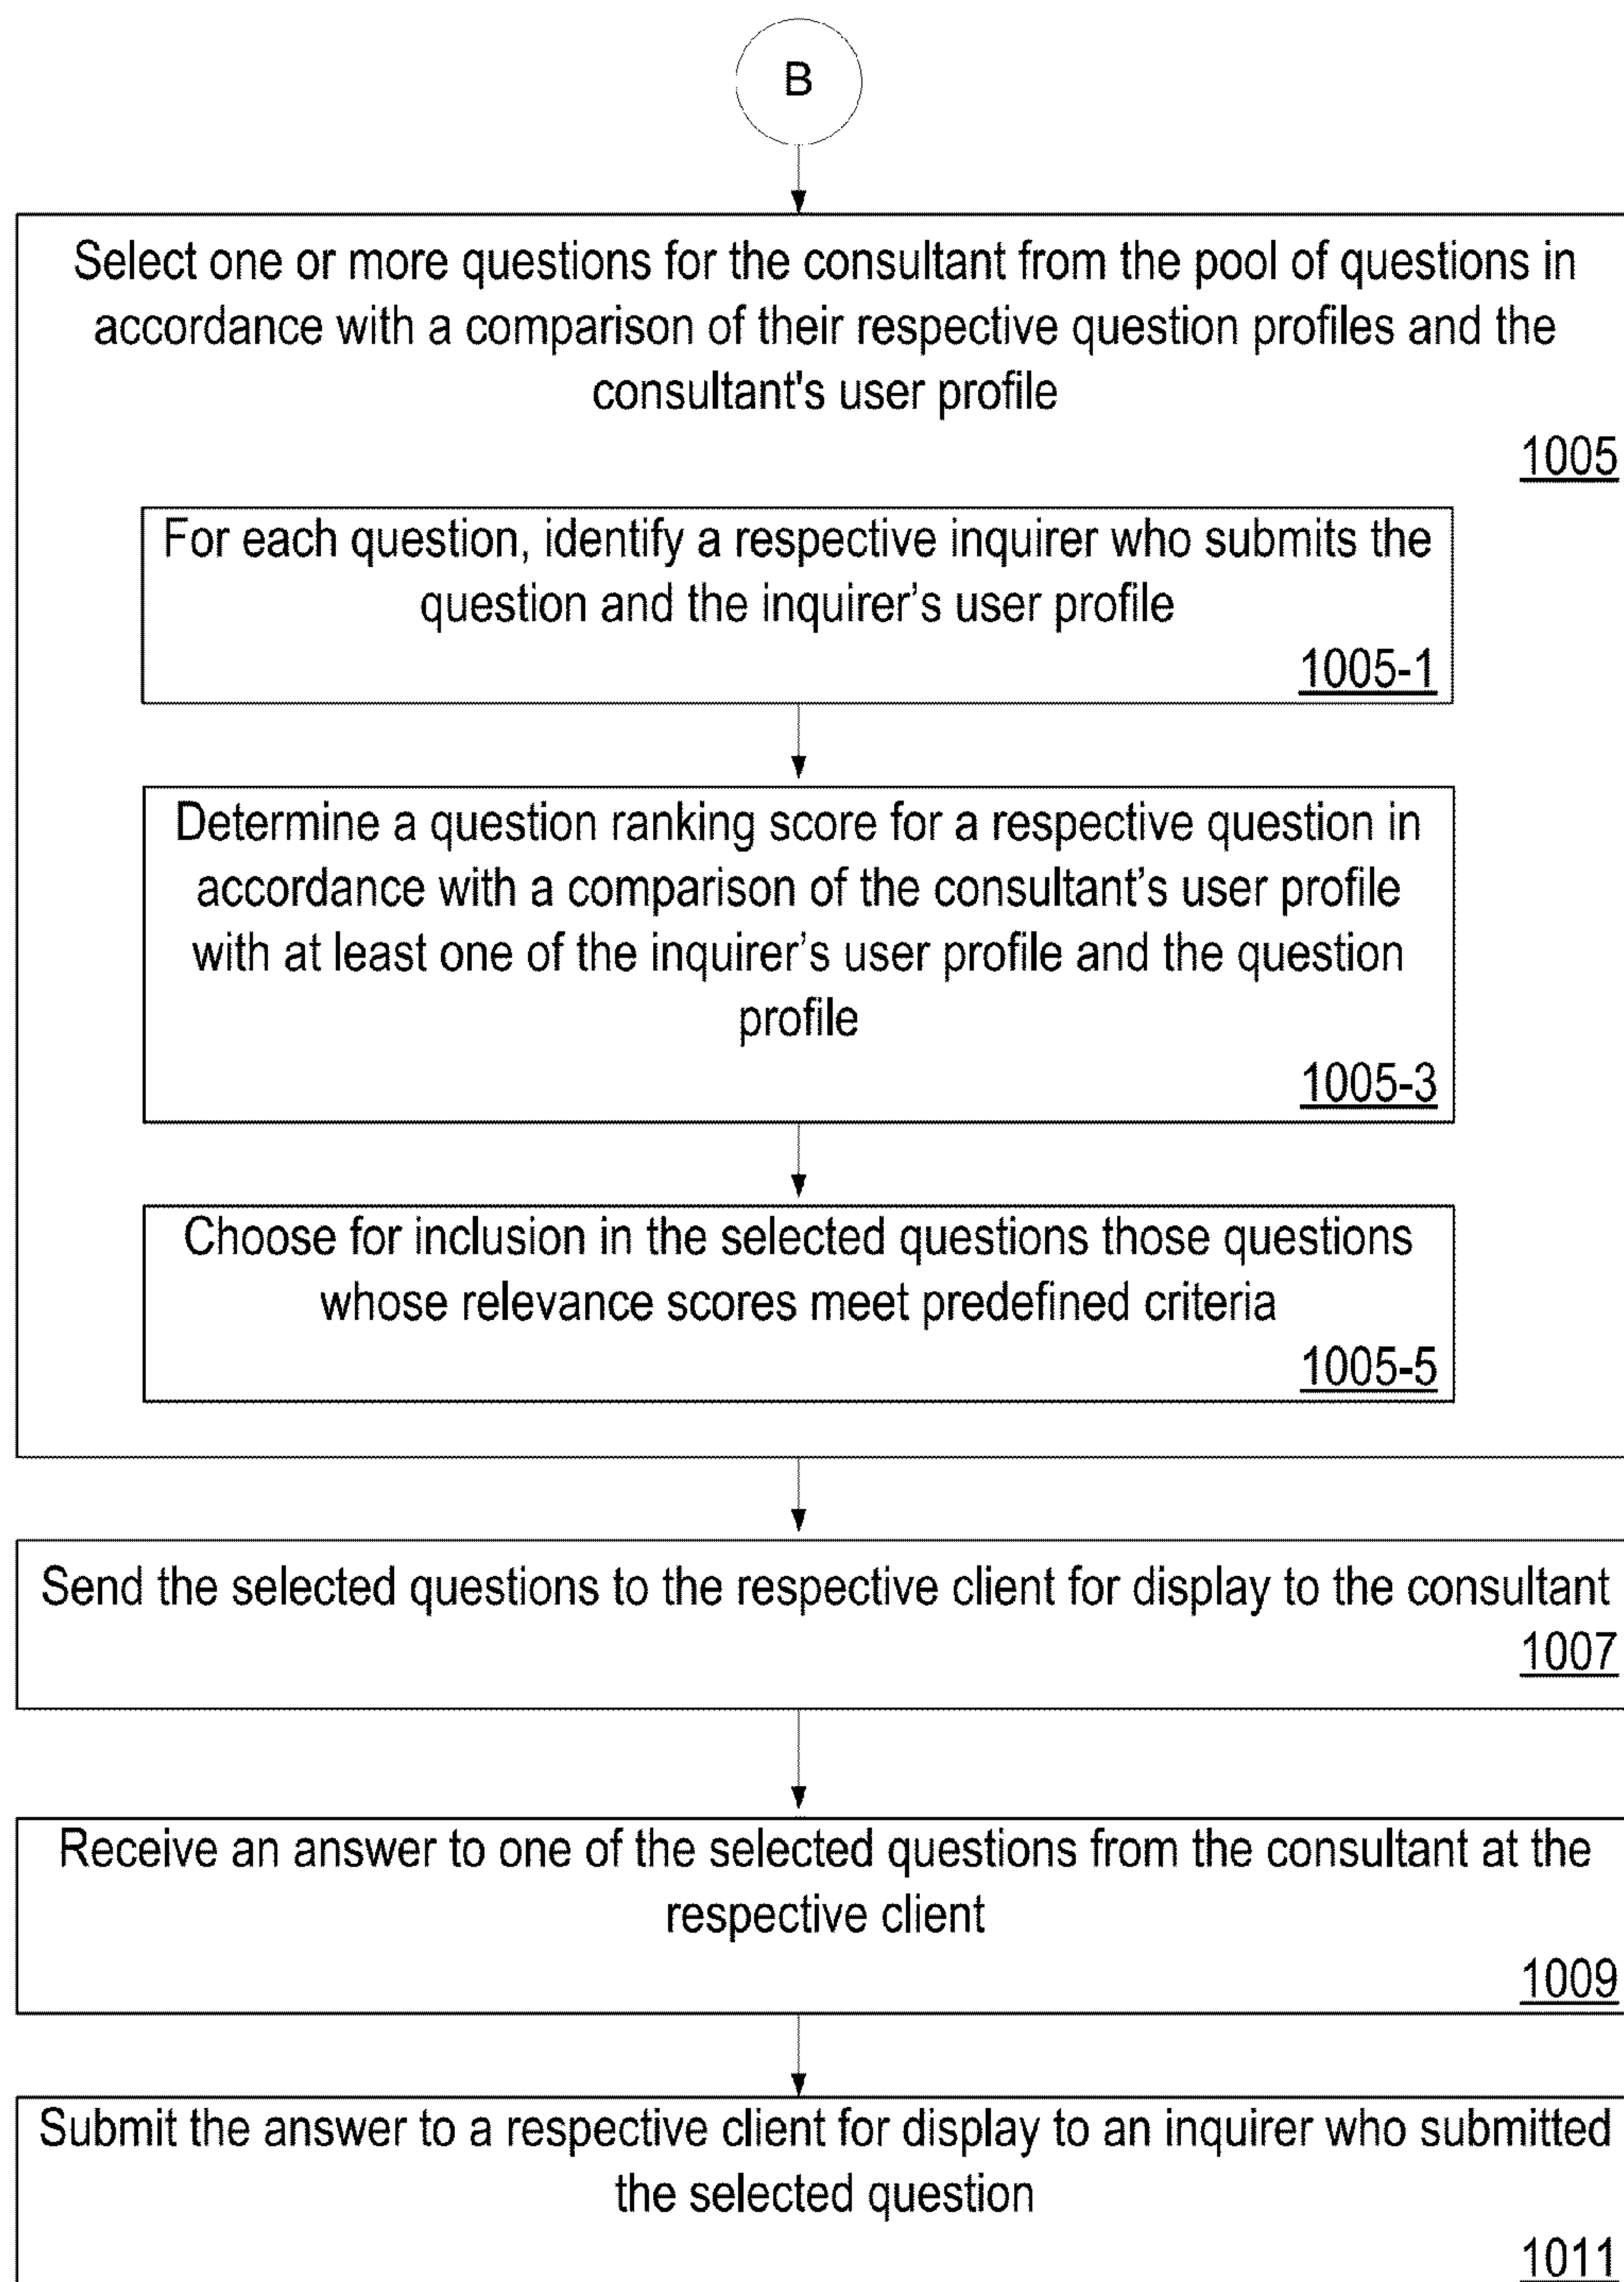 B
Select one or more questions for the consultant from the pool of questions in
accordance with a comparison of their respective question profiles and the
consultant's user profile
1005
For each question, identify a respective inquirer who submits the
question and the inquirer’s user profile
1005-1
Determine a question ranking score for a respective question in
accordance with a comparison of the consultant’s user profile
with at least one of the inquirer’s user profile and the question
profile
1005-3
Choose for inclusion in the selected questions those questions
whose relevance scores meet predefined criteria
1005-5
Send the selected questions to the respective client for display to the consultant
1007
Receive an answer to one of the selected questions from the consultant at the
respective client
1009
Submit the answer to a respective client for display to an inquirer who submitted
the selected question
1011